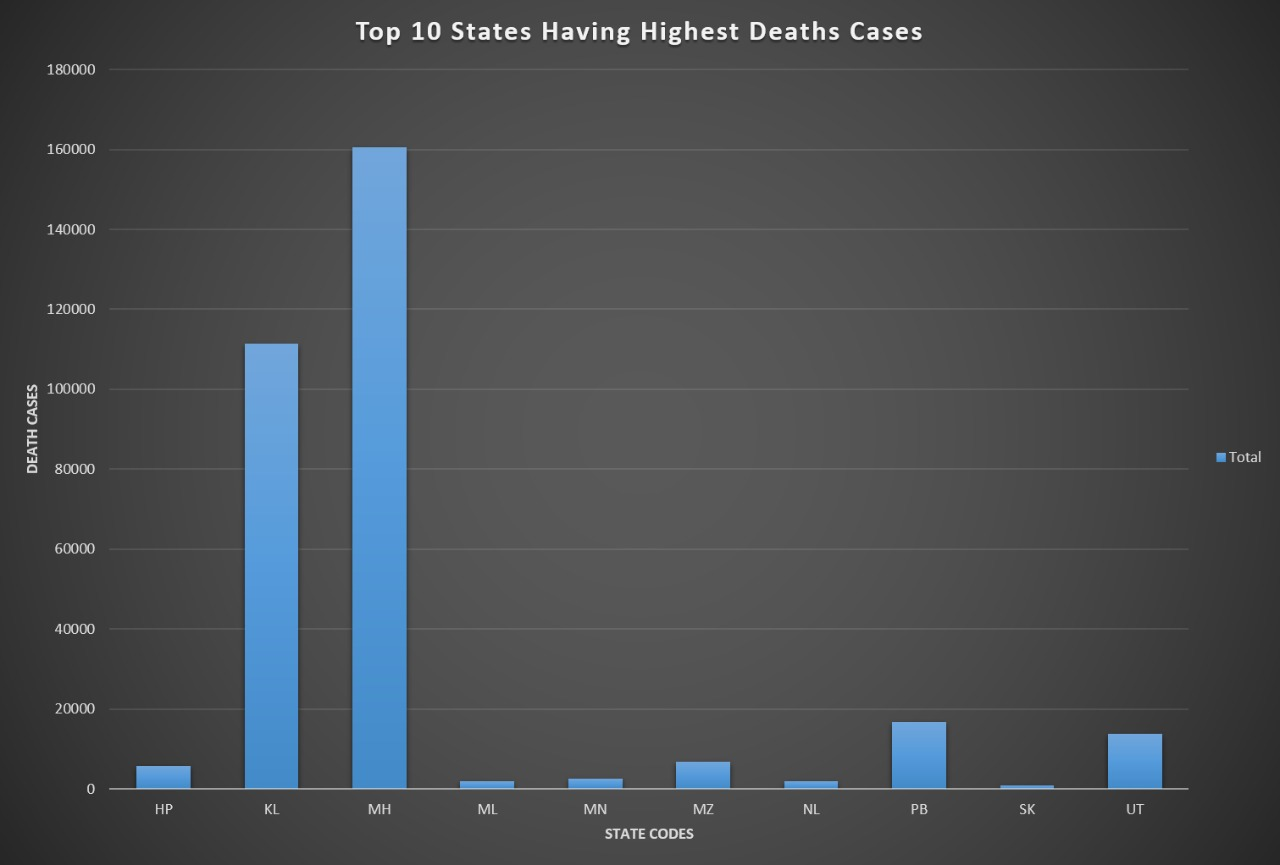 Top 10 States Having Highest Deaths Cases
180000
160000
140000
120000
100000
80000
60000
40000
20000
0
DEATH CASES
HP KL MH ML MN MZ NL PB SK UT
STATE CODES
Total